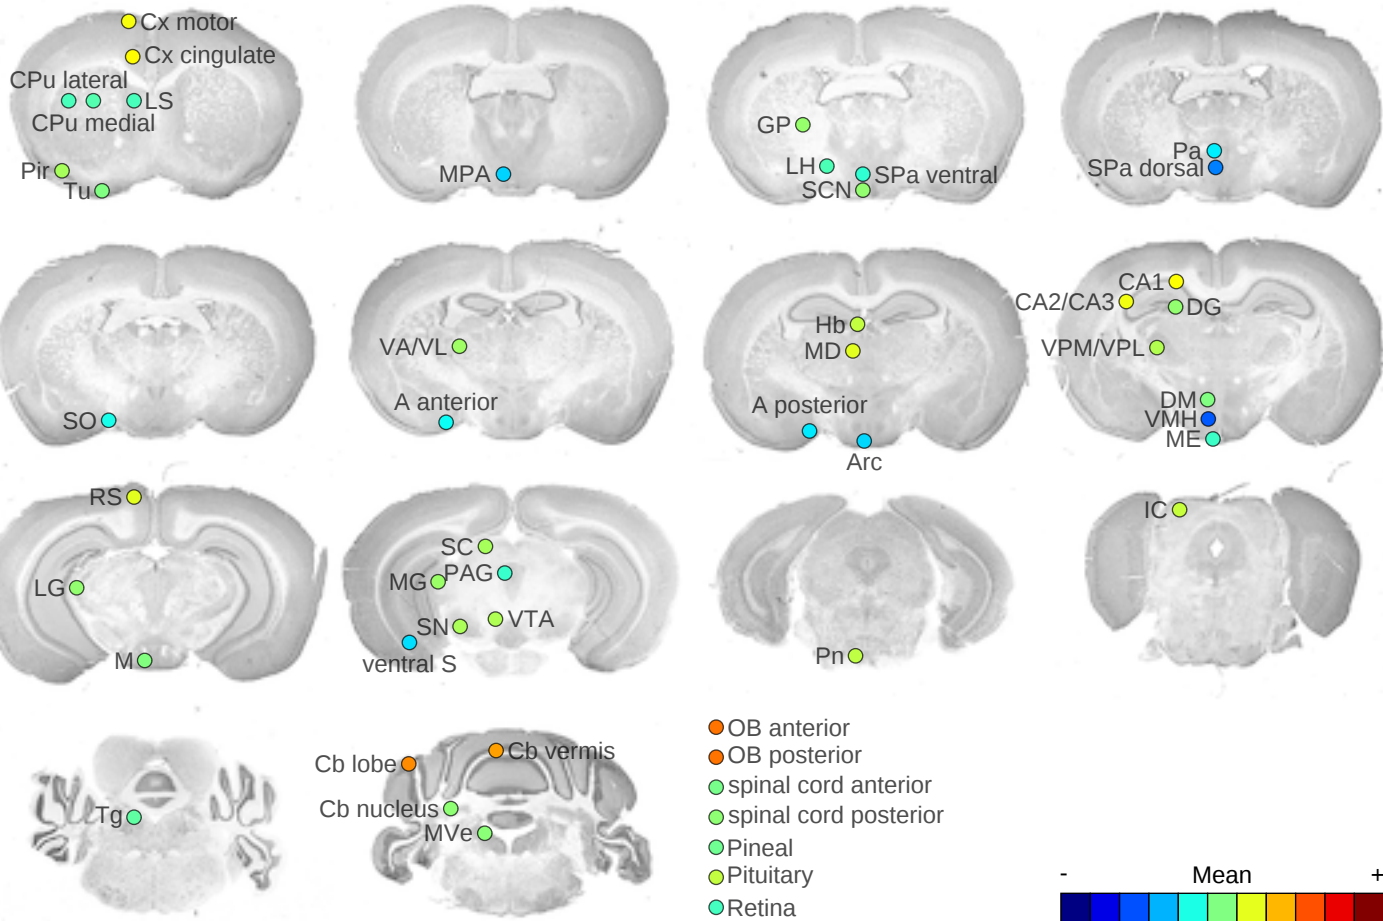 Cx motor
Cx cingulate
CPu lateral
LS
CPu medial
Pir
Tu
MPA
GP
LH
SPa ventral
SCN
Pa
SPa dorsal
SO
VA/VL
A anterior
Hb
MD
A posterior
Arc
CA1
CA2/CA3
DG
VPM/VPL
DM
VMH
ME
RS
LG
M
SC
PAG
MG
VTA
SN
ventral S
Pn
IC
Tg
Cb lobe
Cb vermis
Cb nucleus
MVe
OB anterior
OB posterior
spinal cord anterior
spinal cord posterior
Pineal
Pituitary
Retina
- Mean +